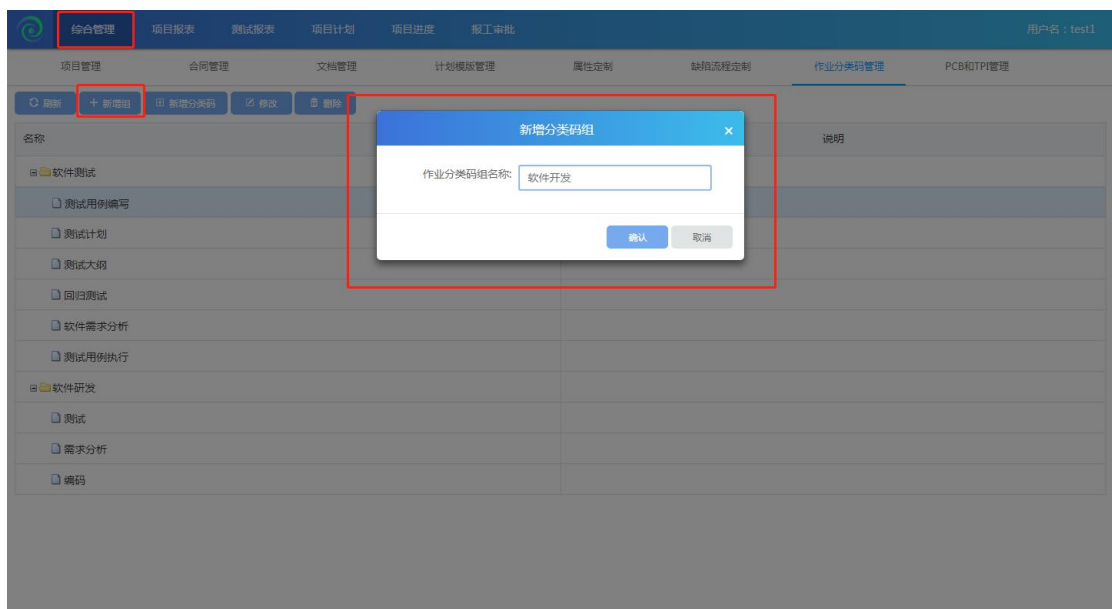 综合管理 项目报表 测试报表 项目计划 项目进度 报工审批 用户名：test1
项目管理 合同管理 文档管理 计划模版管理 属性定制 缺陷流程定制 作业分类码管理 PCB和TPI管理
刷新 新增组 新增分类码 修改 删除
新增分类码组 ×
名称 说明
作业分类码组名称: 软件开发
确认 取消
软件测试
测试用例编写
测试计划
测试大纲
回归测试
软件需求分析
测试用例执行
软件研发
测试
需求分析
编码